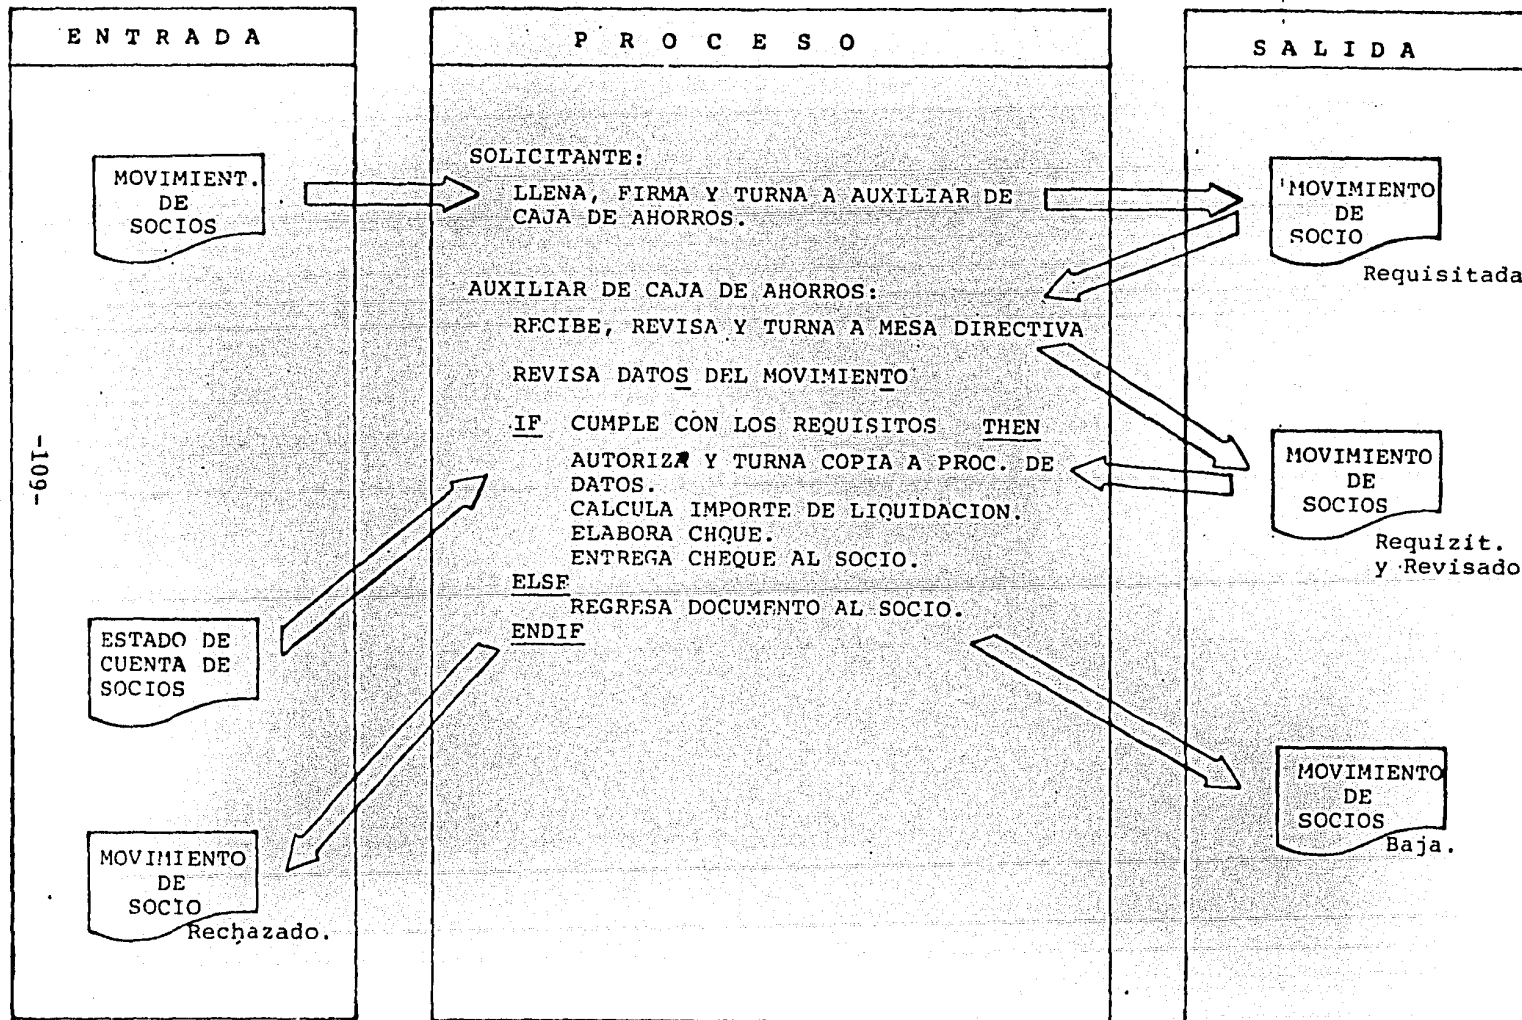 E N T R A D A
P R O C E S O
S A L I D A
MOVIMIENT.
DE
SOCIOS
SOLICITANTE:
LLENA, FIRMA Y TURNA A AUXILIAR DE
CAJA DE AHORROS.
MOVIMIENTO
DE
SOCIO
Requisitada
AUXILIAR DE CAJA DE AHORROS:
RECIBE, REVISA Y TURNA A MESA DIRECTIVA
REVISA DATOS DEL MOVIMIENTO
IF CUMPLE CON LOS REQUISITOS THEN
AUTORIZA Y TURNA COPIA A PROC. DE
DATOS.
CALCULA IMPORTE DE LIQUIDACION.
ELABORA CHQUE.
ENTREGA CHEQUE AL SOCIO.
ELSE
REGRESA DOCUMENTO AL SOCIO.
ENDIF
MOVIMIENTO
DE
SOCIOS
Requizit.
y Revisado
ESTADO DE
CUENTA DE
SOCIOS
MOVIMIENTO
DE
SOCIO
Rechazado.
MOVIMIENTO
DE
SOCIOS
Baja.
-109-